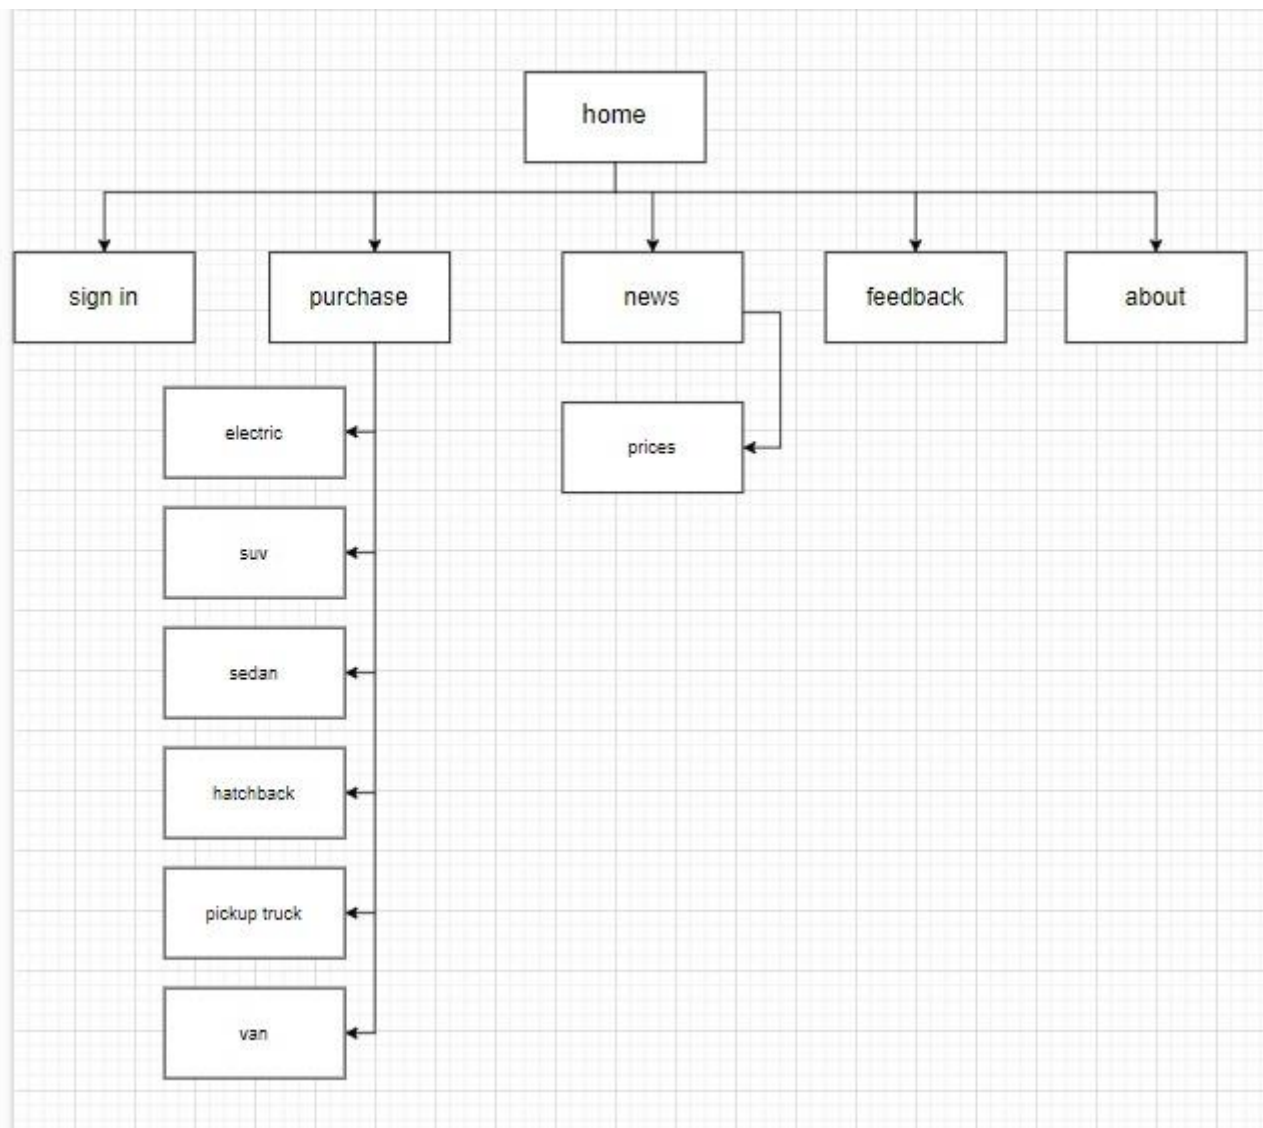 home
sign in
purchase
news
feedback
about
electric
prices
suv
sedan
hatchback
pickup truck
van